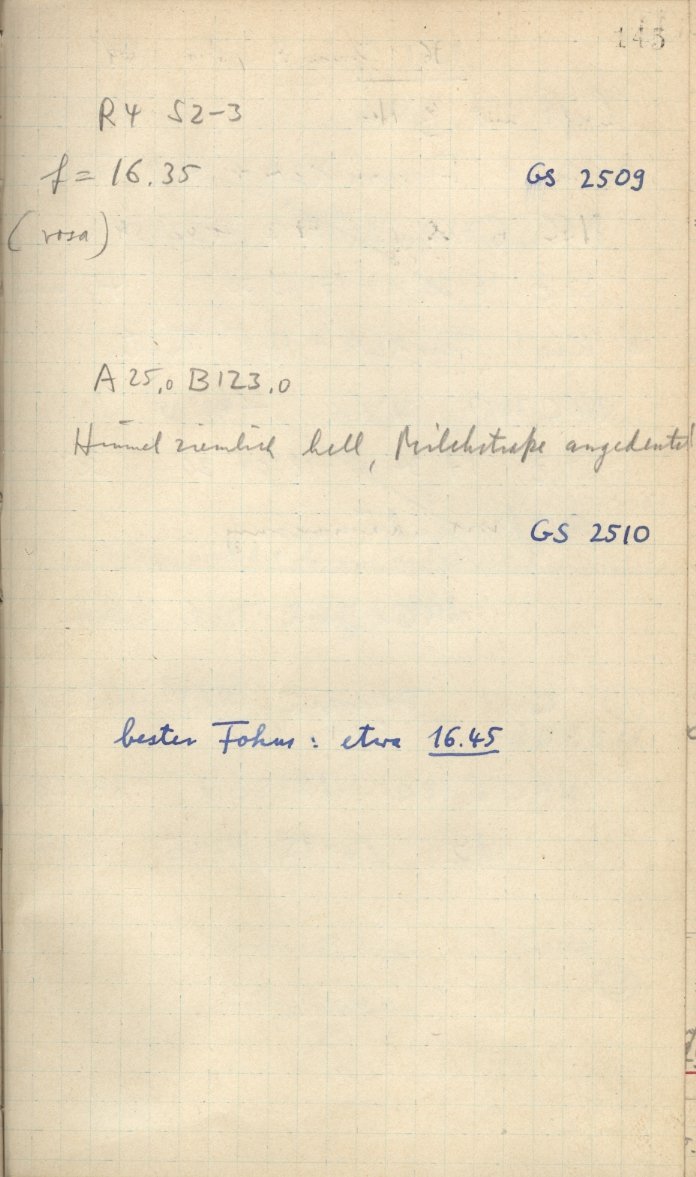 145
R4 S2-3
f = 16.35 GS 2509
(rosa)
A 25,0 B 123,0
Himmel ziemlich hell, Milchstraße angedeutet
GS 2510
bester Fokus : etwa 16.45